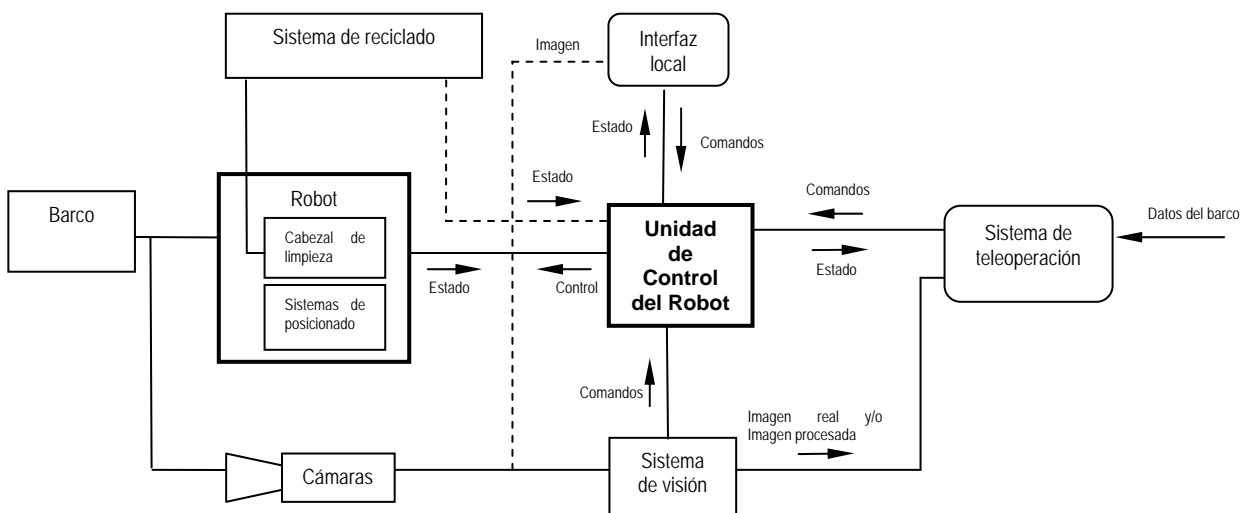 Sistema de reciclado
Imagen
Interfaz
local
Estado
Comandos
Barco
Robot
Cabezal de
limpieza
Sistemas de
posicionado
Estado
Estado
Control
Unidad
de
Control
del Robot
Comandos
Estado
Sistema de
teleoperación
Datos del barco
Comandos
Imagen real y/o
Imagen procesada
Cámaras
Sistema
de visión